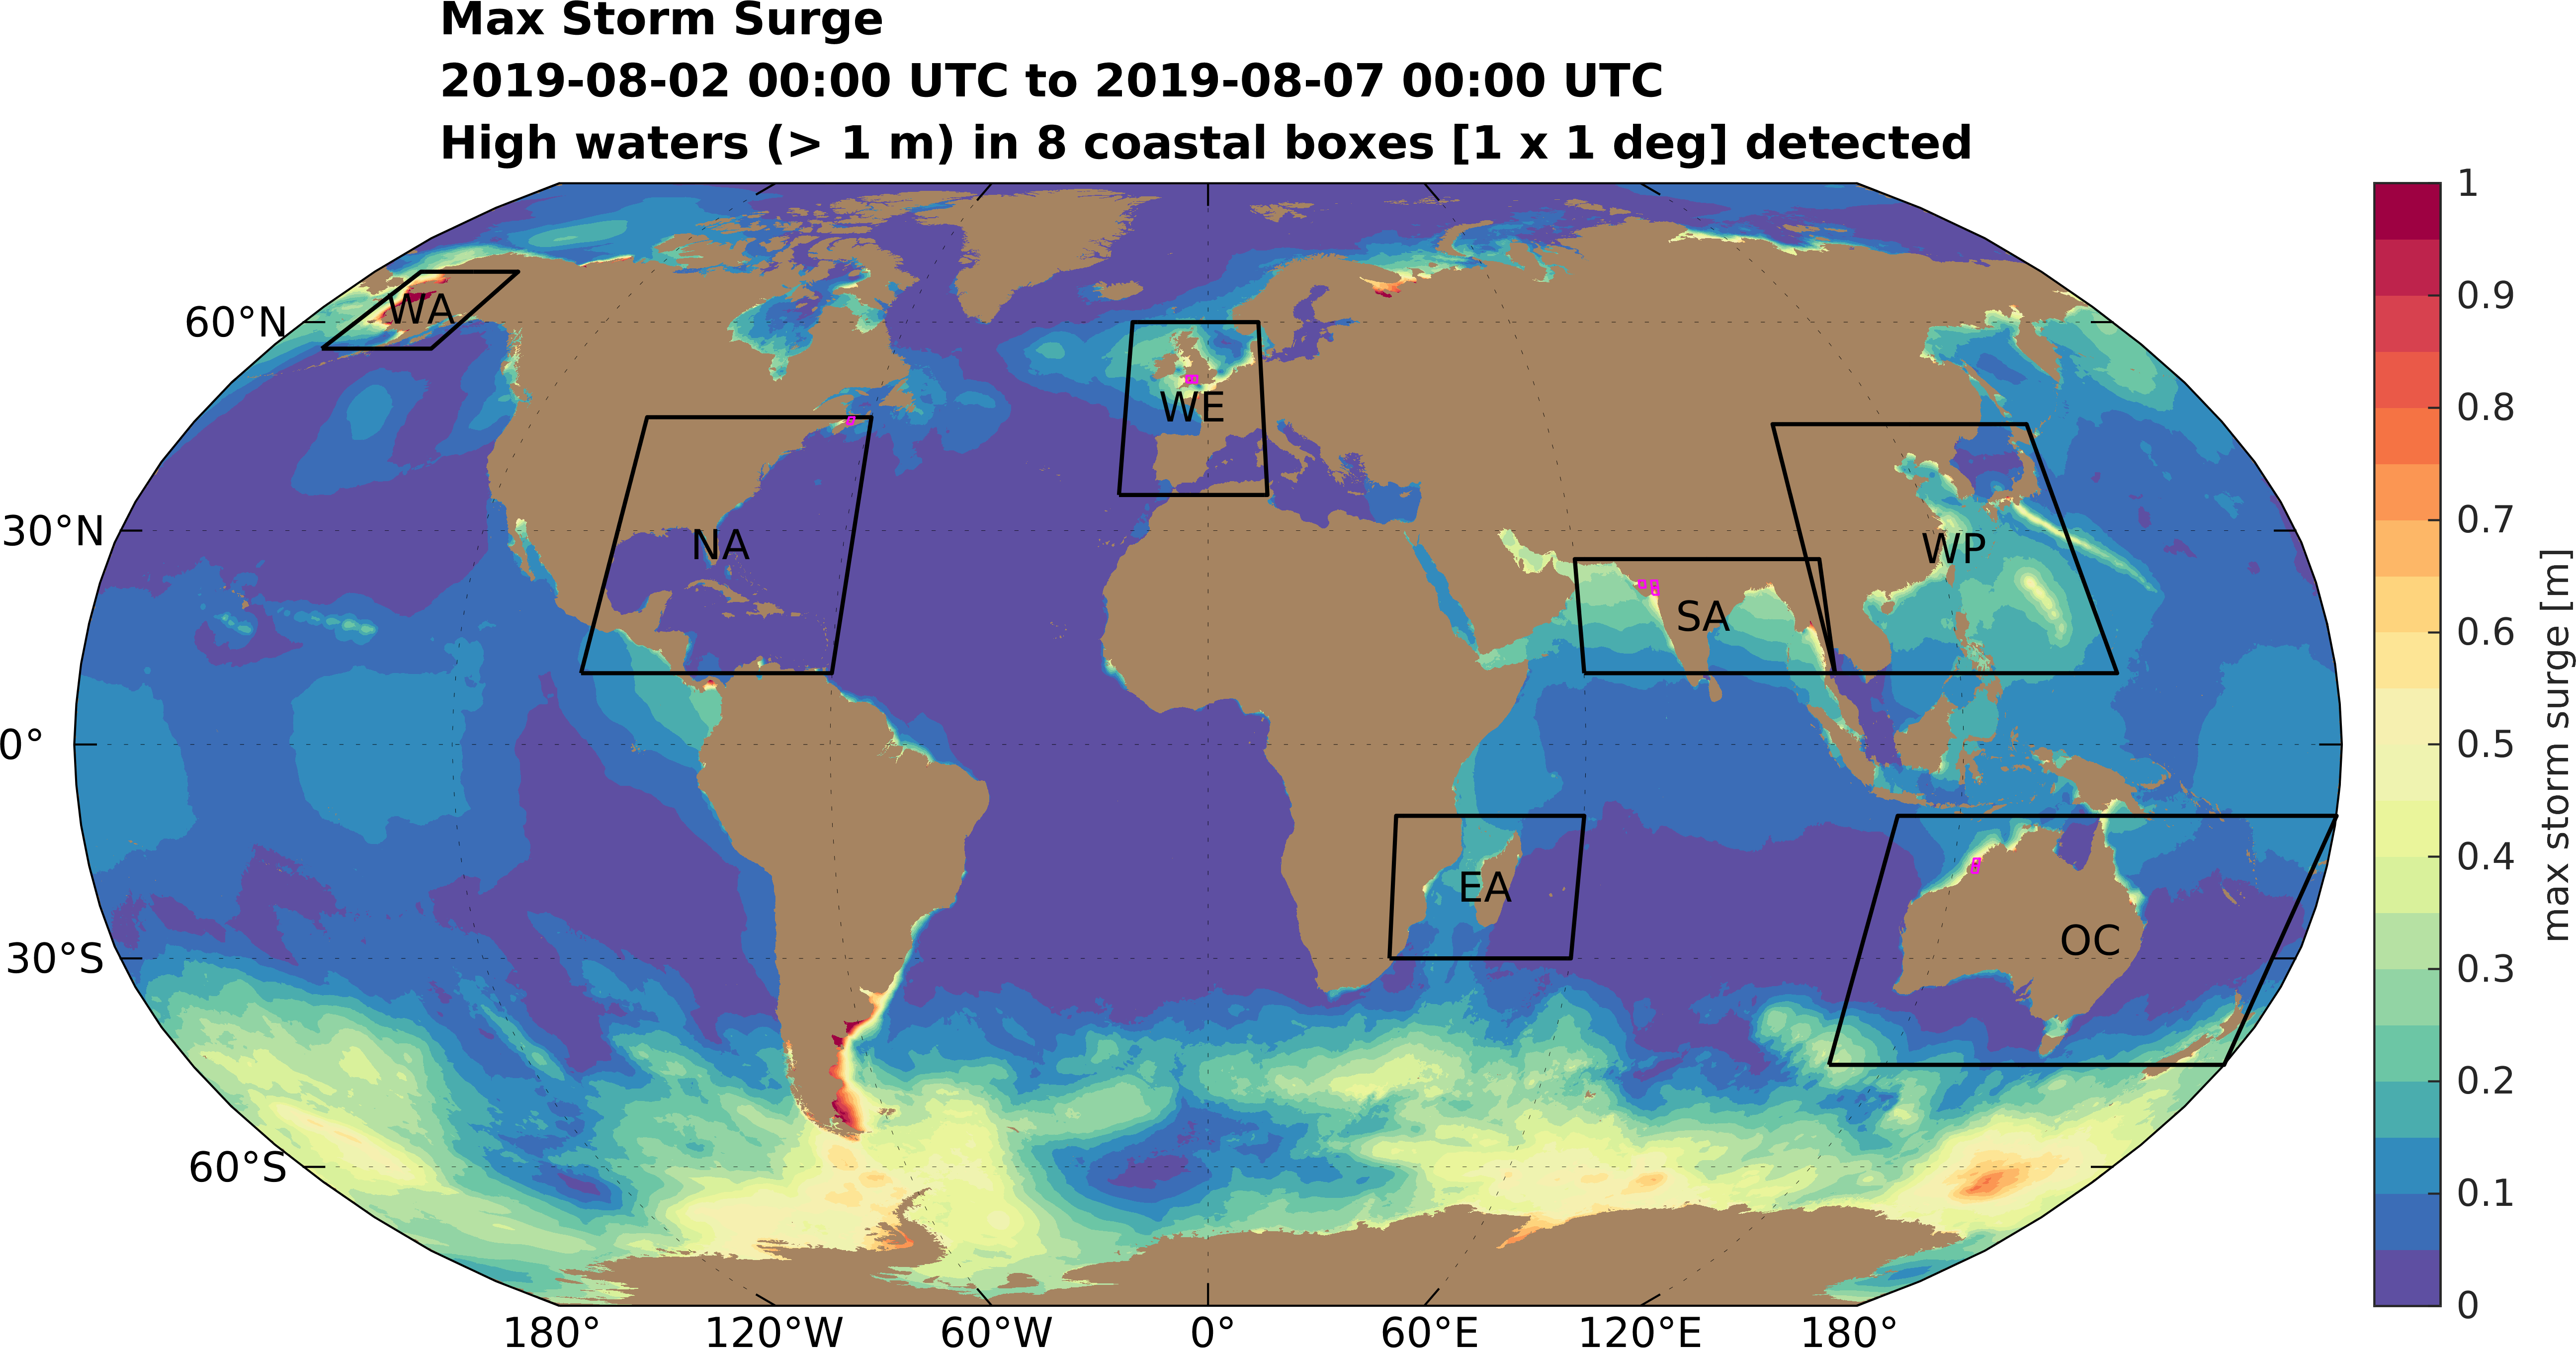 Max Storm Surge
2019-08-02 00:00 UTC to 2019-08-07 00:00 UTC
High waters (> 1 m) in 8 coastal boxes [1 x 1 deg] detected
60°N
30°N
0°
30°S
60°S
WA
NA
WE
SA
WP
EA
OC
180°
120°W
60°W
0°
60°E
120°E
180°
1
0.9
0.8
0.7
0.6
0.5
0.4
0.3
0.2
0.1
0
max storm surge [m]